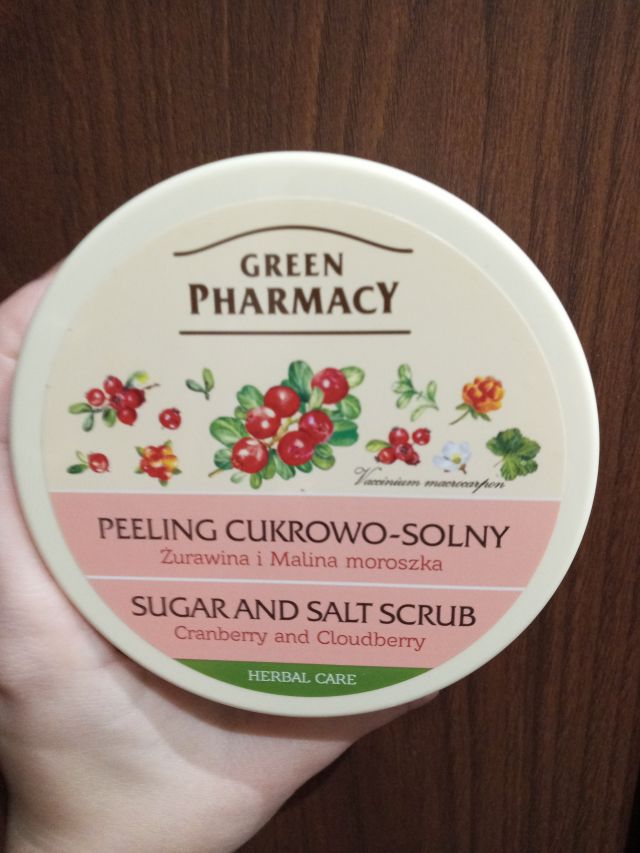 GREEN
PHARMACY
Vaccinium macrocarpon
PEELING CUKROWO-SOLNY
Żurawina i Malina moroszka
SUGAR AND SALT SCRUB
Cranberry and Cloudberry
HERBAL CARE